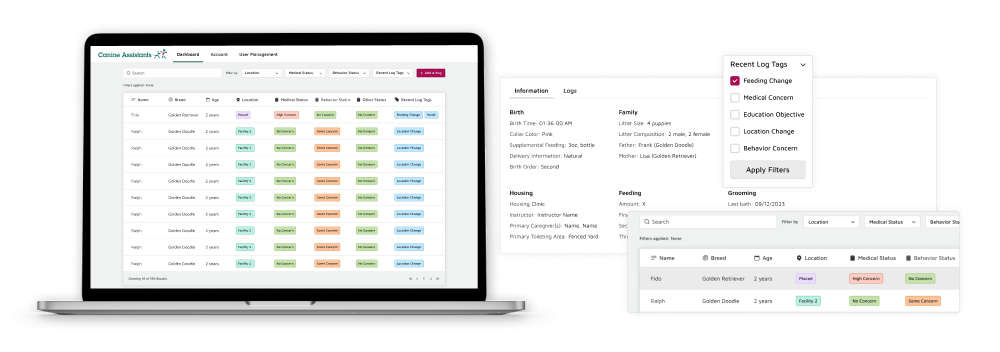 Canine Assistants
Dashboard Account User Management
Search
Filter by Location Medical Status Behavior Status Recent Log Tags + Add a Dog
Filters applied: None
Name Breed Age Location Medical Status Behavior Status Other Status Recent Log Tags
Fido Golden Retriever 2 years Placed High Concern No Concern No Concern Feeding Change
Ralph Golden Doodle 2 years Facility 2 No Concern Some Concern No Concern Location Change
Ralph Golden Doodle 2 years Facility 2 No Concern Some Concern No Concern Location Change
Ralph Golden Doodle 2 years Facility 2 No Concern Some Concern No Concern Location Change
Ralph Golden Doodle 2 years Facility 2 No Concern Some Concern No Concern Location Change
Ralph Golden Doodle 2 years Facility 2 No Concern Some Concern No Concern Location Change
Ralph Golden Doodle 2 years Facility 2 No Concern Some Concern No Concern Location Change
Ralph Golden Doodle 2 years Facility 2 No Concern Some Concern No Concern Location Change
Ralph Golden Doodle 2 years Facility 2 No Concern Some Concern No Concern Location Change
Ralph Golden Doodle 2 years Facility 2 No Concern Some Concern No Concern Location Change
Information Logs
Birth
Birth Time: 01:36:00 AM
Collar Color: Pink
Supplemental Feeding: 3oz, bottle
Delivery Information: Natural
Birth Order: Second
Family
Litter Size: 4 puppies
Litter Composition: 2 male, 2 female
Father: Frank (Golden Doodle)
Mother: Lisa (Golden Retriever)
Housing
Housing Clinic
Instructor: Instructor Name
Primary Caregiver(s): Name, Name
Primary Toileting Area: Fenced Yard
Feeding
Amount: X
Grooming
Last bath: 09/12/2023
Recent Log Tags
Feeding Change
Medical Concern
Education Objective
Location Change
Behavior Concern
Apply Filters
Search
Filter by Location Medical Status Behavior Sta
Filters applied: None
Name Breed Age Location Medical Status Behavior Status
Fido Golden Retriever 2 years Placed High Concern No Concern
Ralph Golden Doodle 2 years Facility 2 No Concern Some Concern